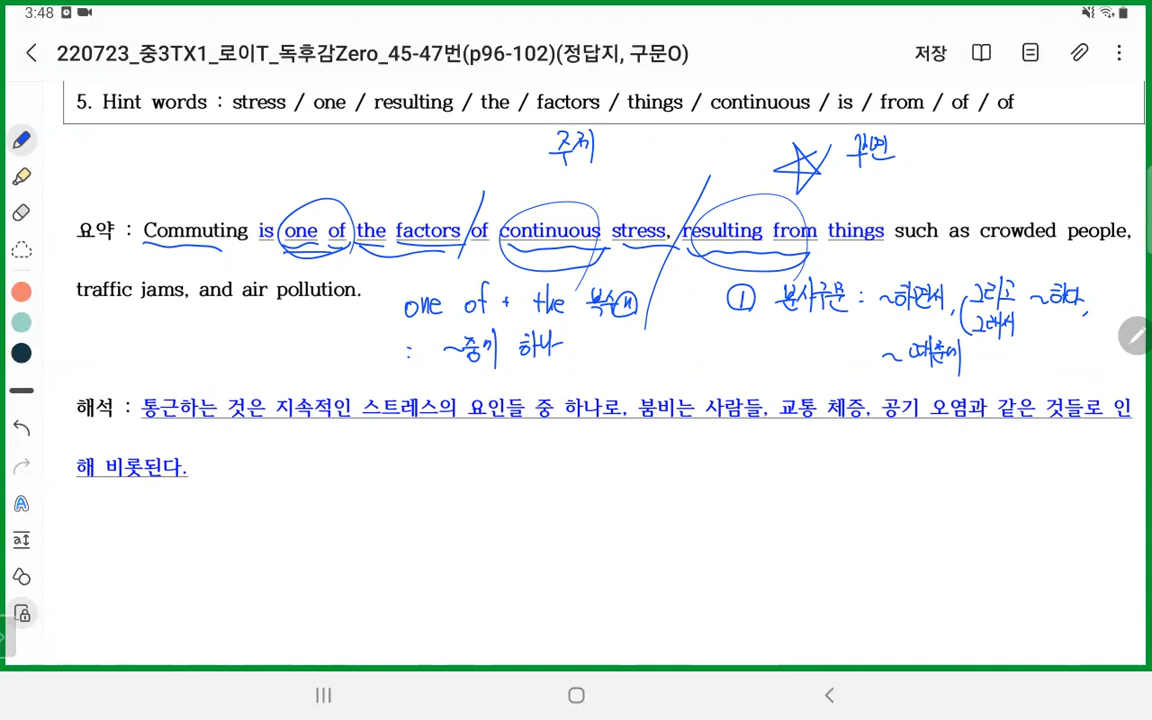 3:48
220723_중3TX1_로이T_독후감Zero_45-47번(p96-102)(정답지, 구문O)
저장
5. Hint words : stress / one / resulting / the / factors / things / continuous / is / from / of / of
요약 : Commuting is one of the factors of continuous stress, resulting from things such as crowded people,
traffic jams, and air pollution.
one of + the 복수ⓝ
: ~중에 하나
① 분사구문 : ~하면서, (그리고 ~하다,
그래서
~ 때문에
해석 : 통근하는 것은 지속적인 스트레스의 요인들 중 하나로, 붐비는 사람들, 교통 체증, 공기 오염과 같은 것들로 인
해 비롯된다.